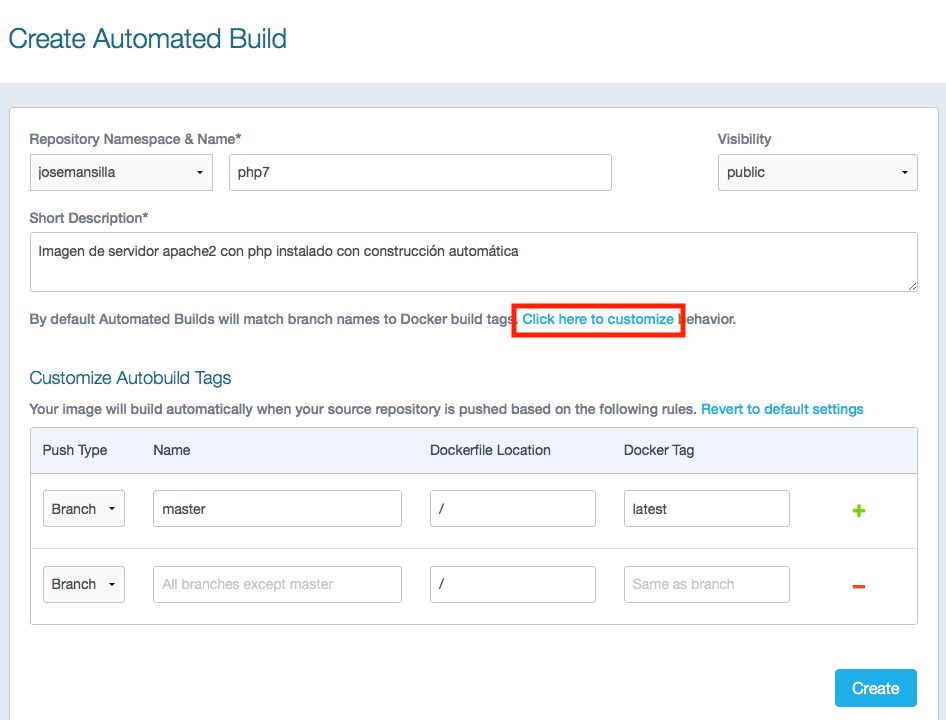 Create Automated Build
Repository Namespace & Name* Visibility
josemansilla php7 public
Short Description*
Imagen de servidor apache2 con php instalado con construcción automática
By default Automated Builds will match branch names to Docker build tags. Click here to customize behavior.
Customize Autobuild Tags
Your image will build automatically when your source repository is pushed based on the following rules. Revert to default settings
Push Type Name Dockerfile Location Docker Tag
Branch master / latest
Branch All branches except master / Same as branch
Create